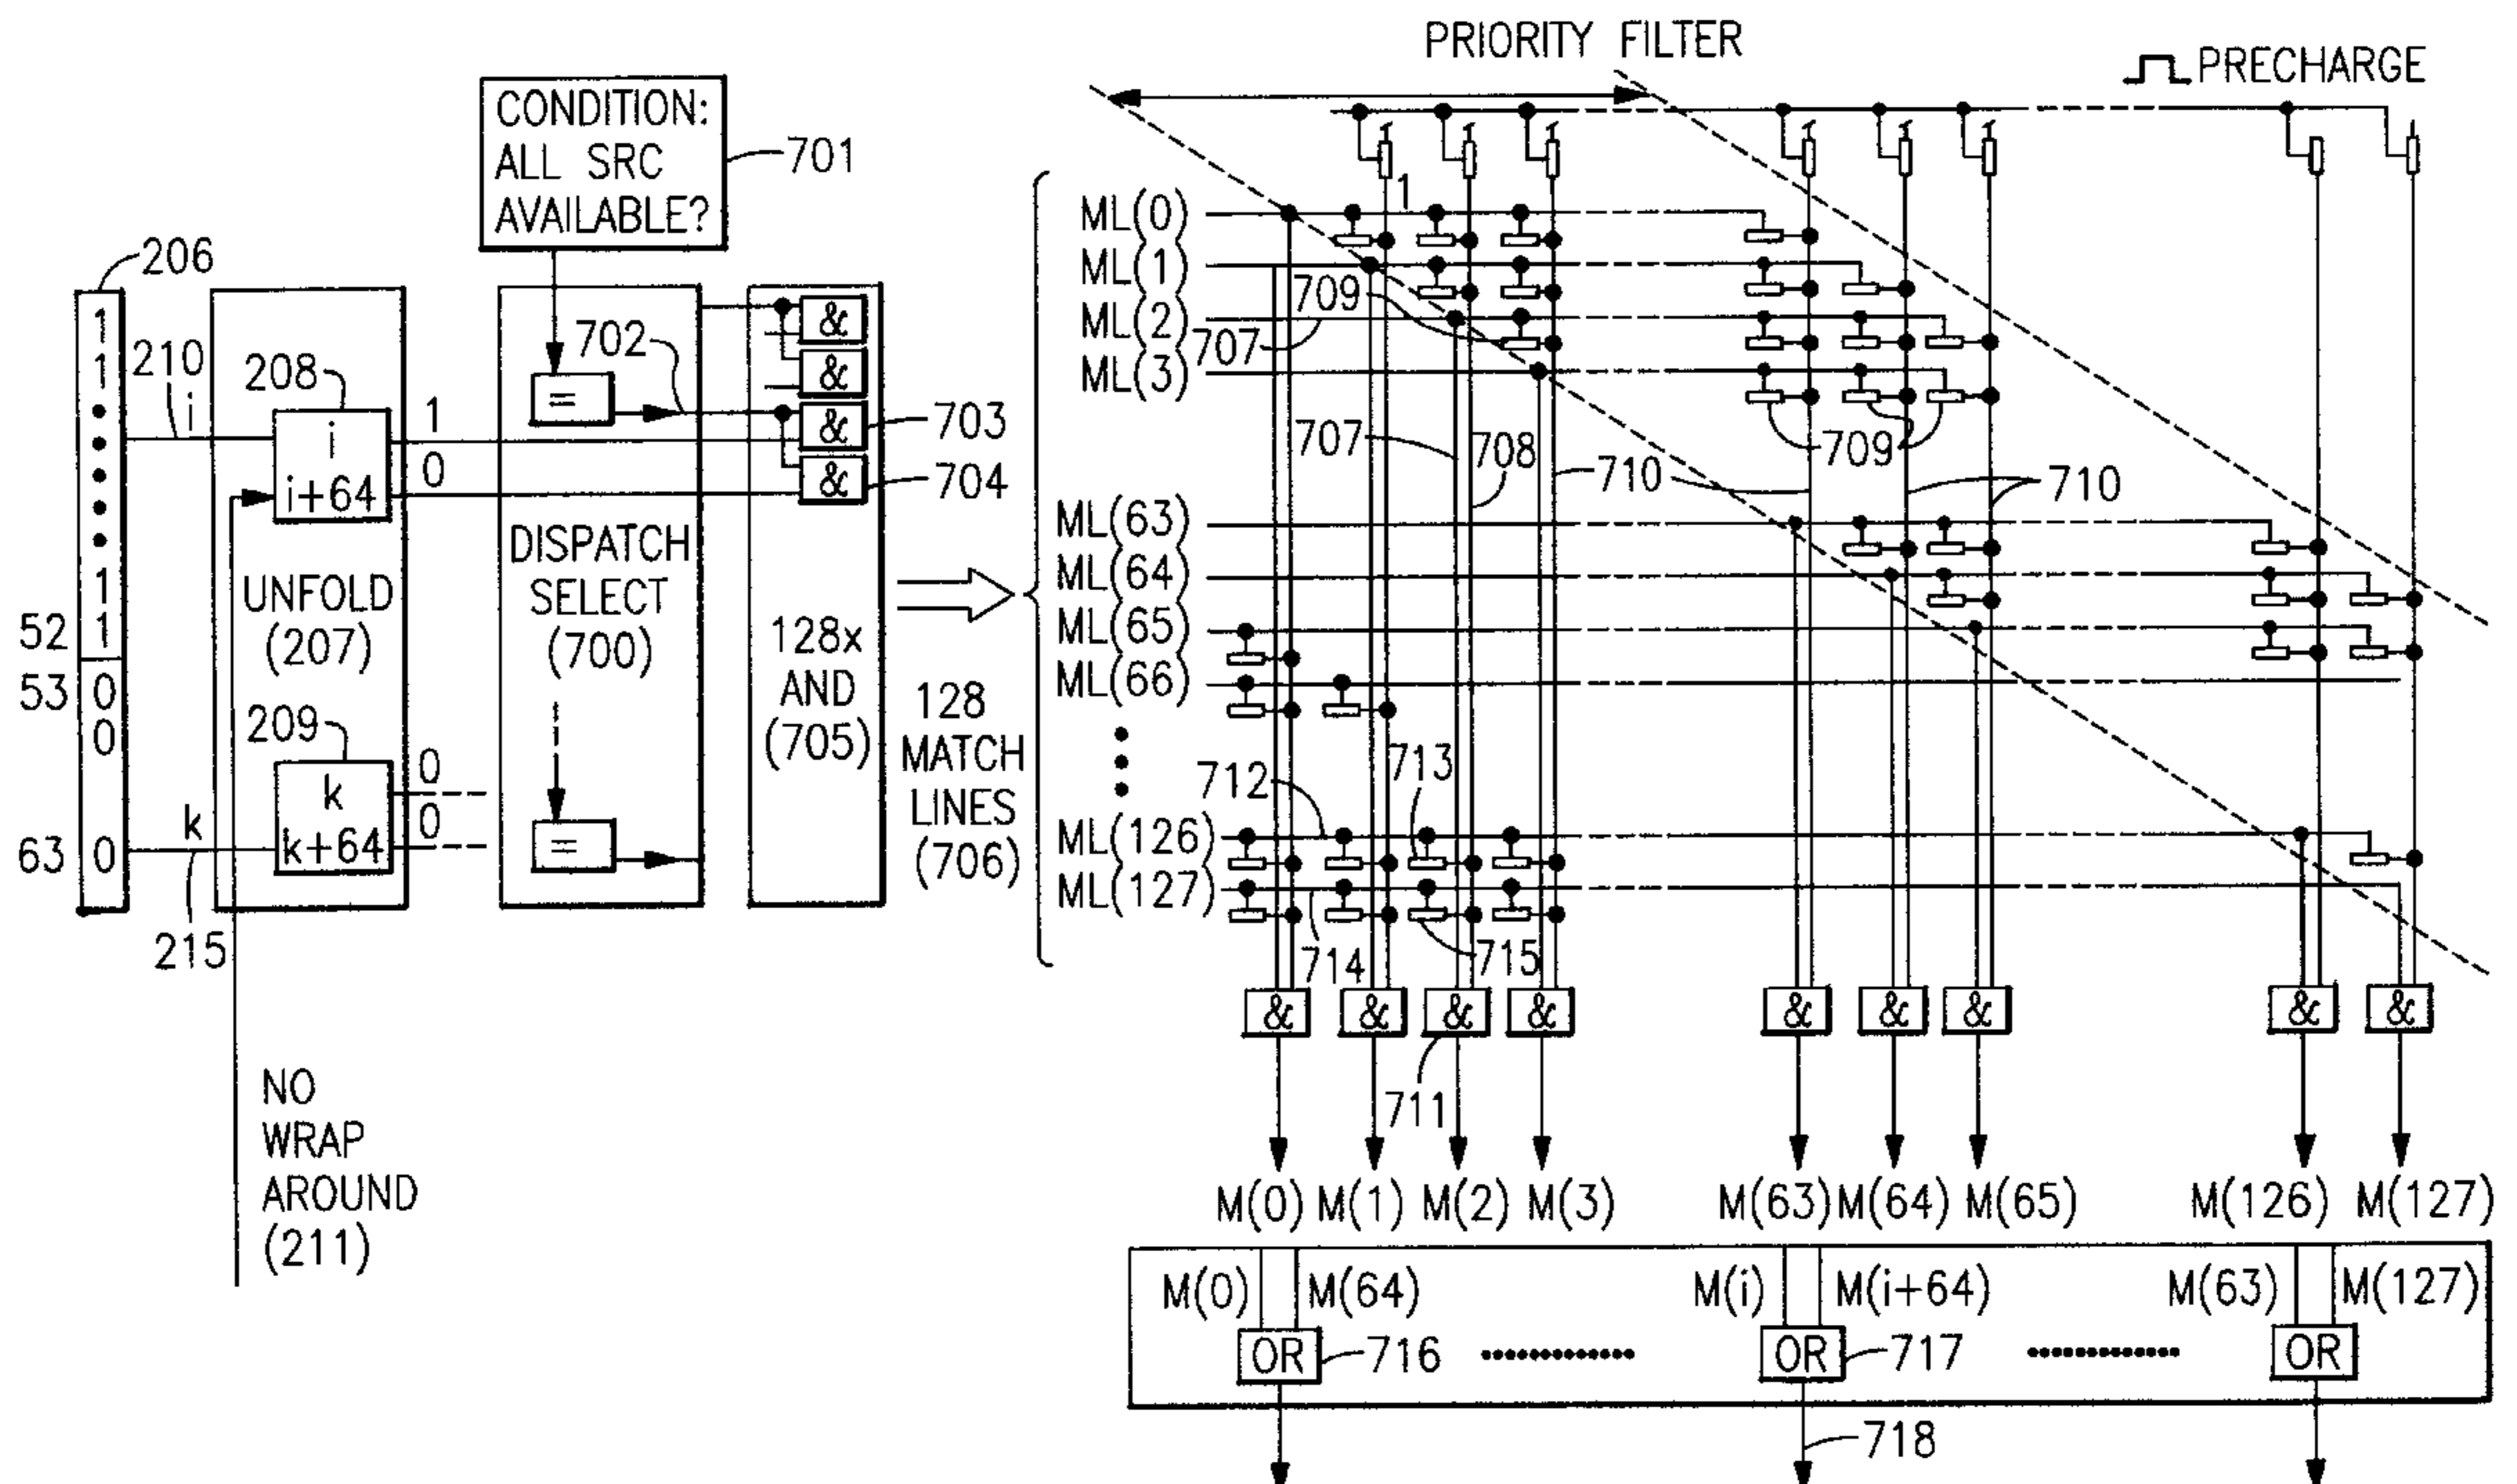 PRIORITY FILTER
PRECHARGE
CONDITION:
ALL SRC
AVAILABLE?
701
206
1
1
1
1
52
53
0
0
63
0
210
i
208
i
i+64
1
0
UNFOLD
(207)
209
k
k+64
0
0
k
215
NO
WRAP
AROUND
(211)
=
702
DISPATCH
SELECT
(700)
=
&
&
&
&
703
704
128x
AND
(705)
128
MATCH
LINES
(706)
1
ML(0)
ML(1)
ML(2)
ML(3)
ML(63)
ML(64)
ML(65)
ML(66)
ML(126)
ML(127)
709
707
707
708
710
709
710
712
713
714
715
& & & & & & & & &
711
M(0) M(1) M(2) M(3) M(63) M(64) M(65) M(126) M(127)
M(0) M(64) M(i) M(i+64) M(63) M(127)
OR 716 OR 717 OR
718